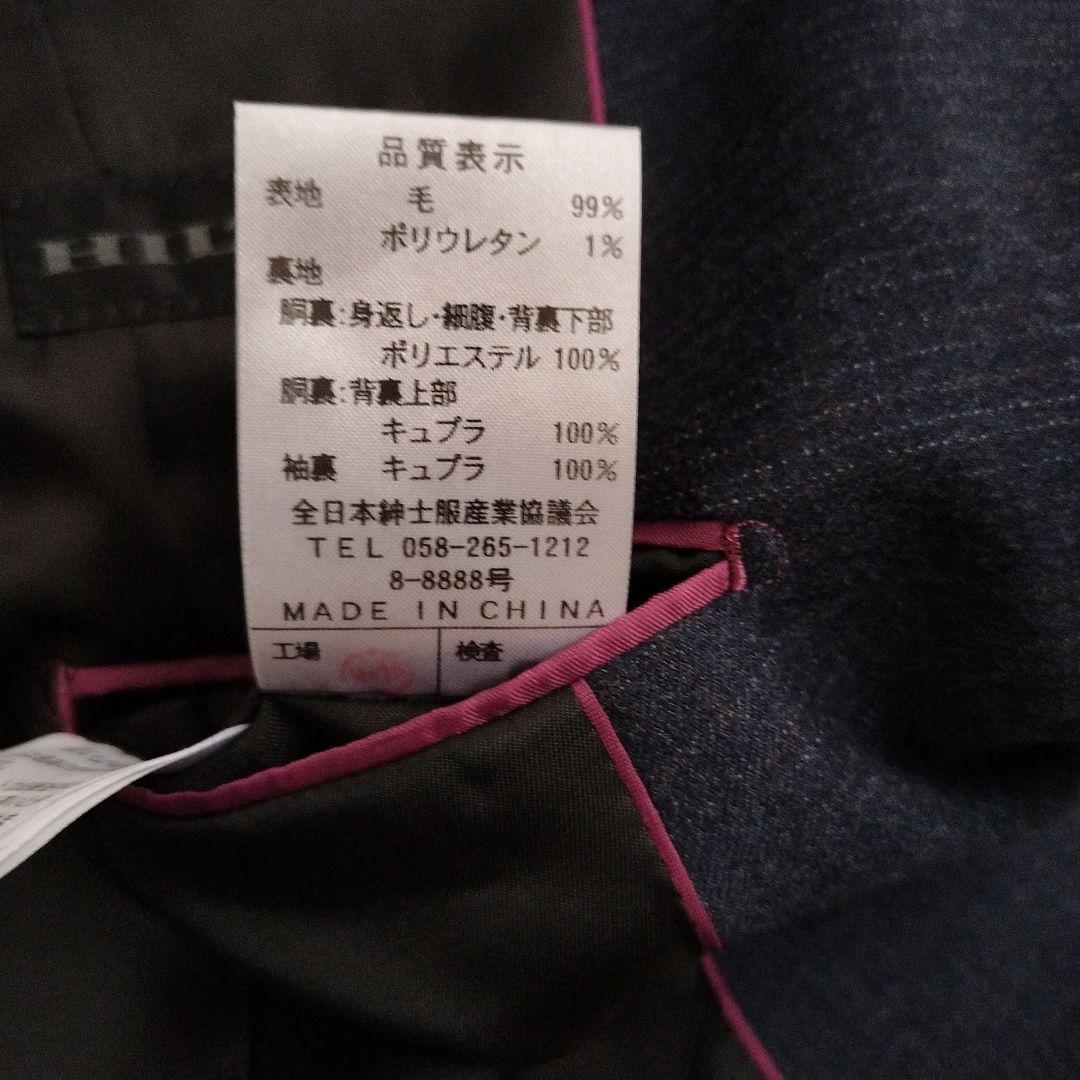 品質表示
表地 毛 99%
ポリウレタン 1%
裏地
胴裏:身返し・細腹・背裏下部
ポリエステル 100%
胴裏:背裏上部
キュプラ 100%
袖裏 キュプラ 100%
全日本紳士服産業協議会
TEL 058-265-1212
8-8888号
MADE IN CHINA
工場 検査